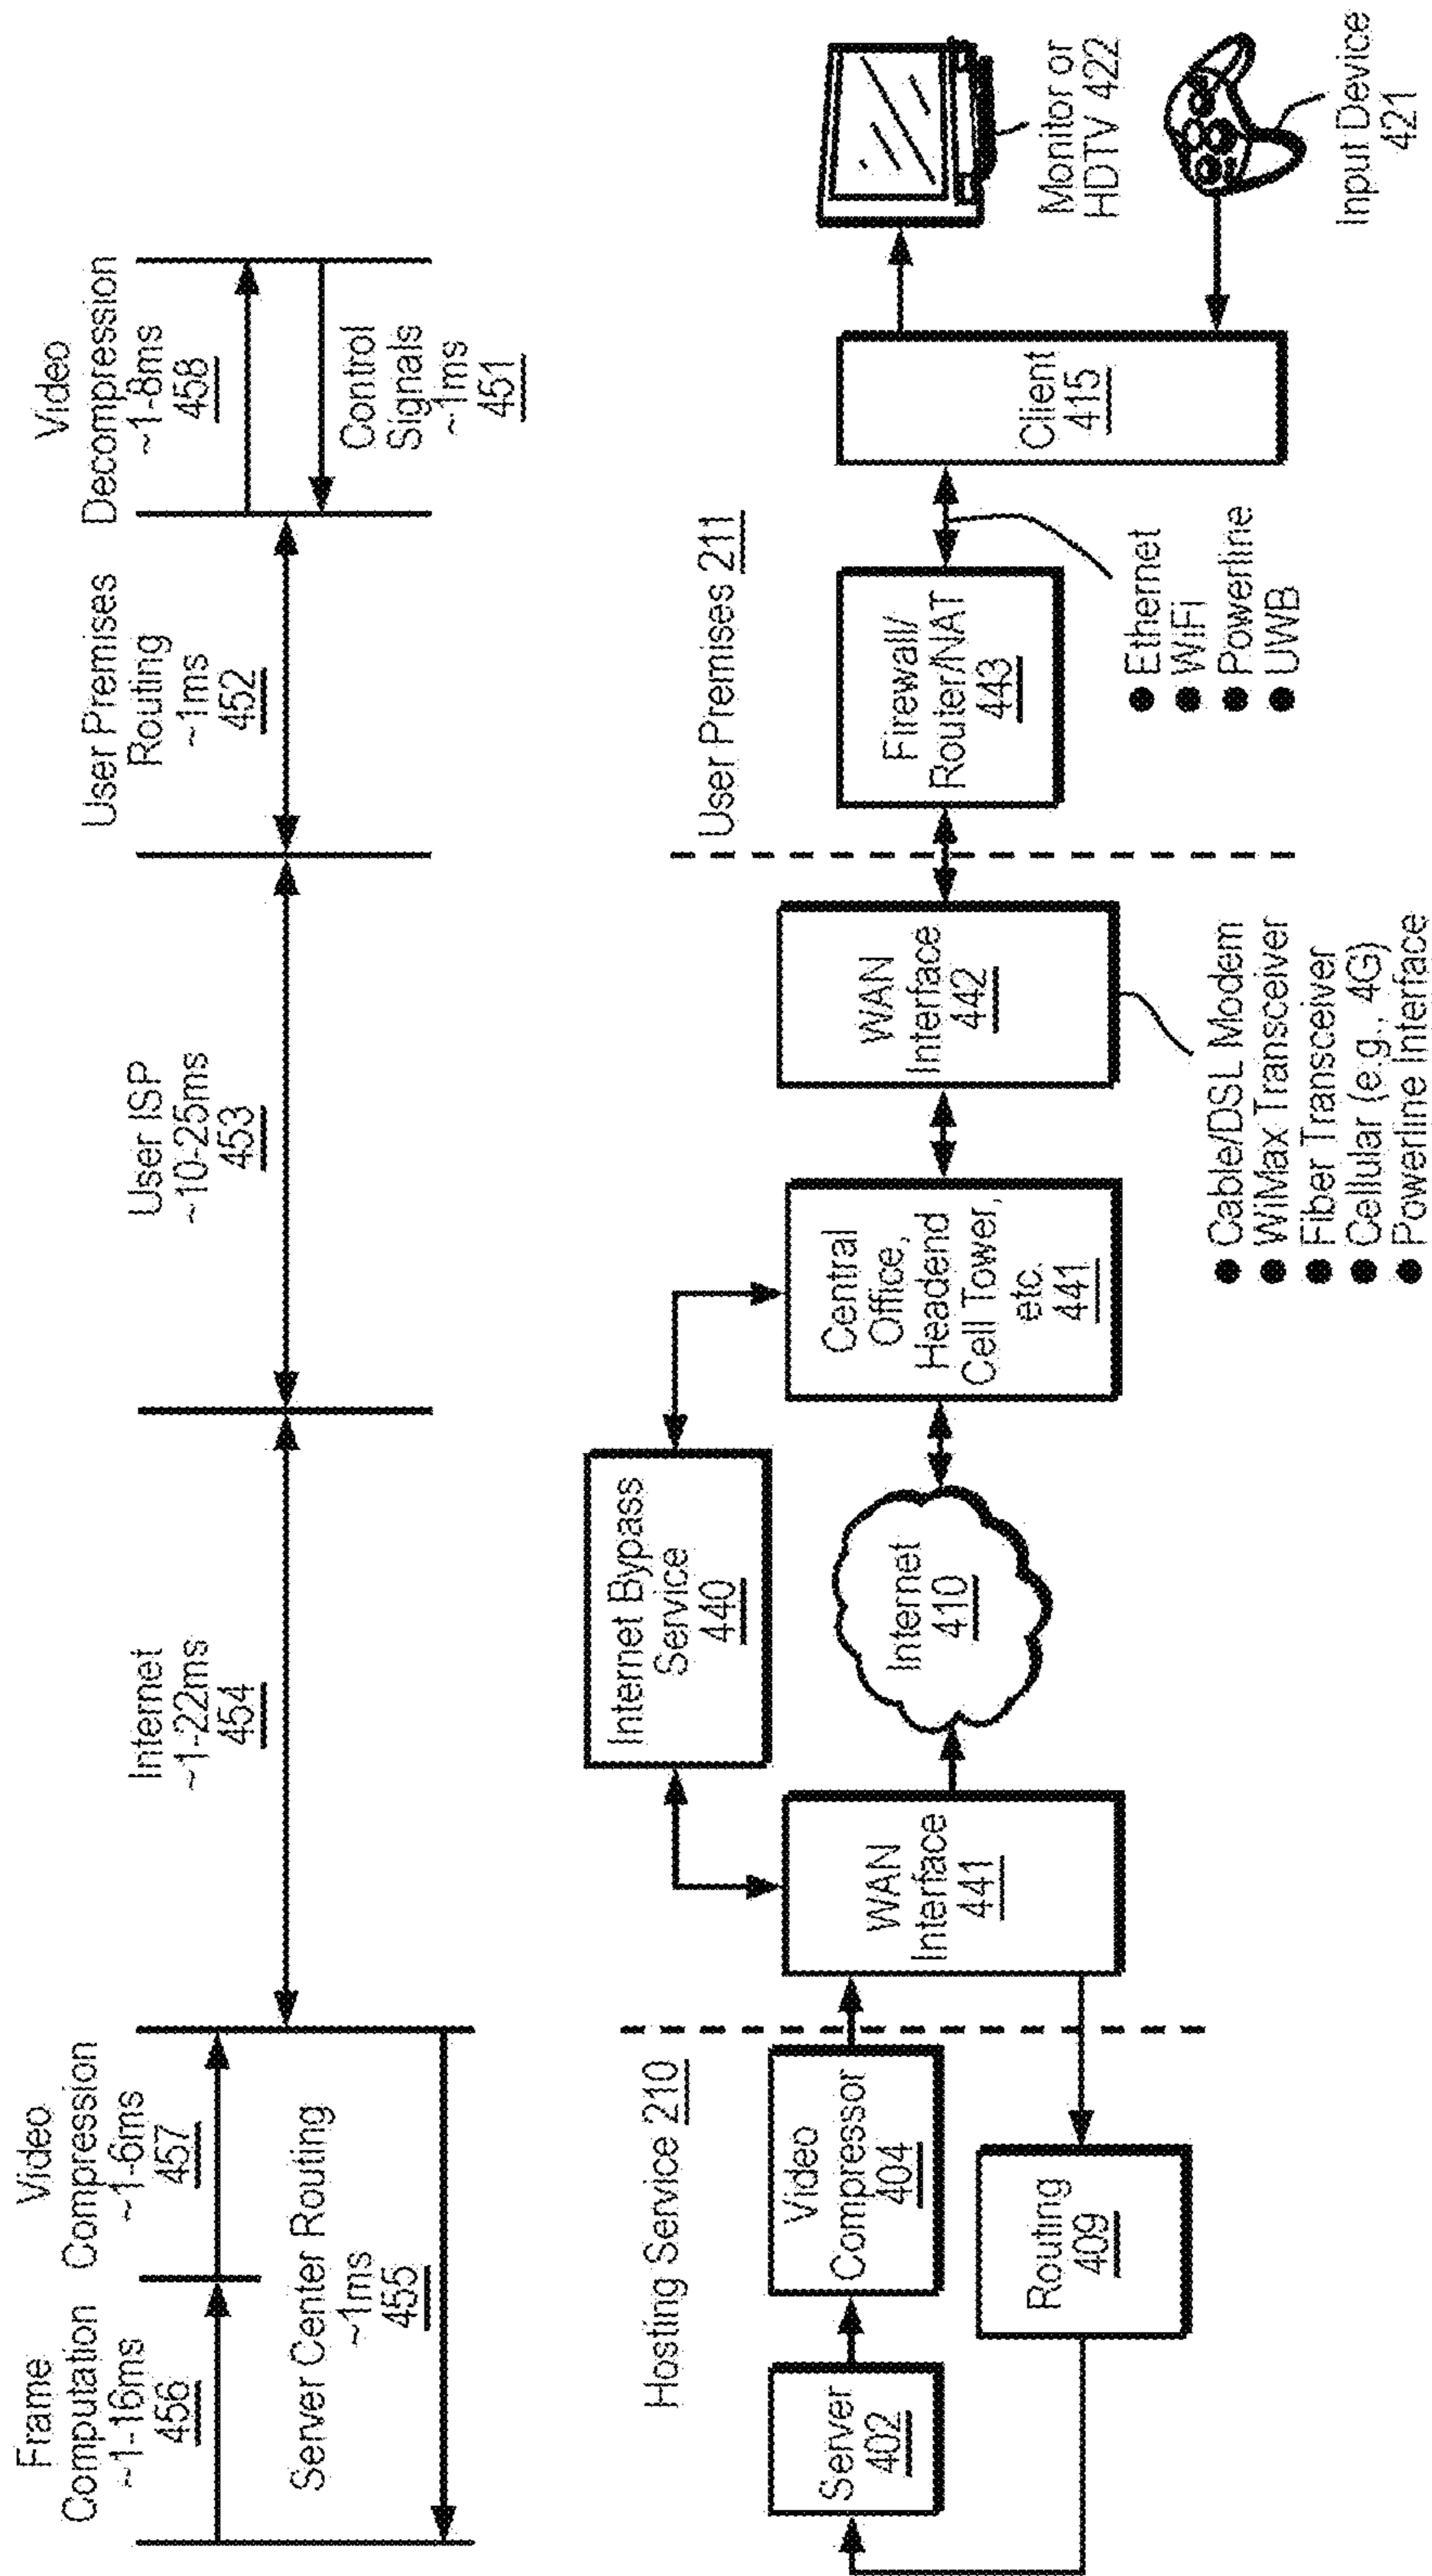 Frame
Computation
~1-16ms
456
Video
Compression
~1-6ms
457
Server Center Routing
~1ms
455
Internet
~1-22ms
454
User ISP
~10-25ms
453
User Premises
Routing
~1ms
452
Video
Decompression
~1-8ms
458
Control
Signals
~1ms
451
Hosting Service 210
Server
402
Video
Compressor
404
Routing
409
WAN
Interface
441
Internet Bypass
Service
440
Internet
410
Central
Office,
Headend
Cell Tower,
etc.
441
WAN
Interface
442
● Cable/DSL Modem
● WiMax Transceiver
● Fiber Transceiver
● Cellular (e.g., 4G)
● Powerline Interface
User Premises 211
Firewall/
Router/NAT
443
● Ethernet
● WiFi
● Powerline
● UWB
Client
415
Monitor or
HDTV 422
Input Device
421